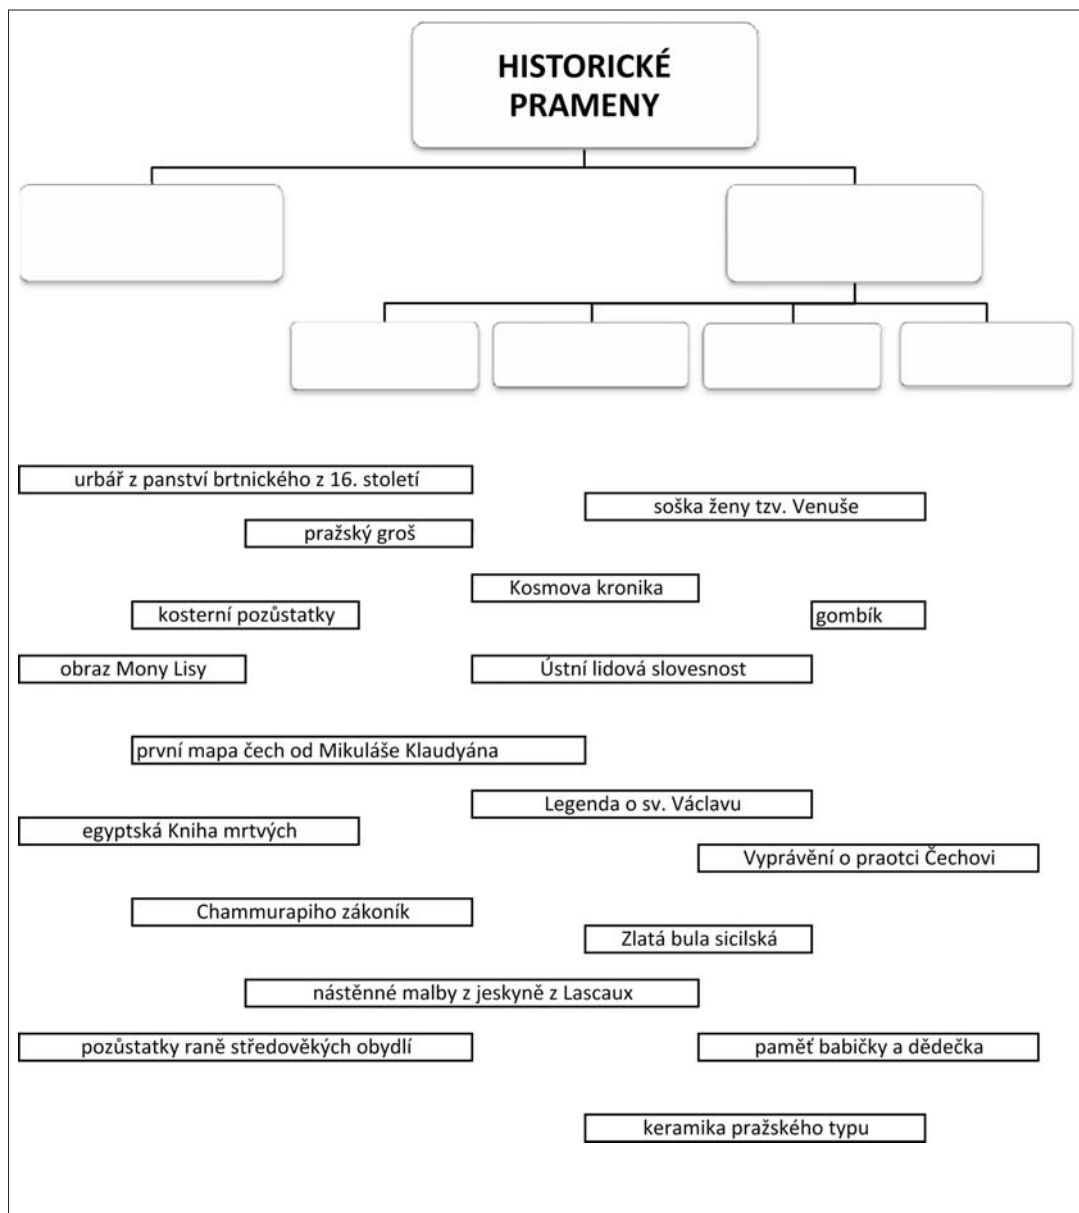 HISTORICKÉ
PRAMENY
urbář z panství brtnického z 16. století
soška ženy tzv. Venuše
pražský groš
Kosmova kronika
kosterní pozůstatky
gombík
obraz Mony Lisy
Ústní lidová slovesnost
první mapa čech od Mikuláše Klaudyána
Legenda o sv. Václavu
egyptská Kniha mrtvých
Vyprávění o praotci Čechovi
Chammurapiho zákoník
Zlatá bula sicilská
nástěnné malby z jeskyně z Lascaux
pozůstatky raně středověkých obydlí
paměť babičky a dědečka
keramika pražského typu